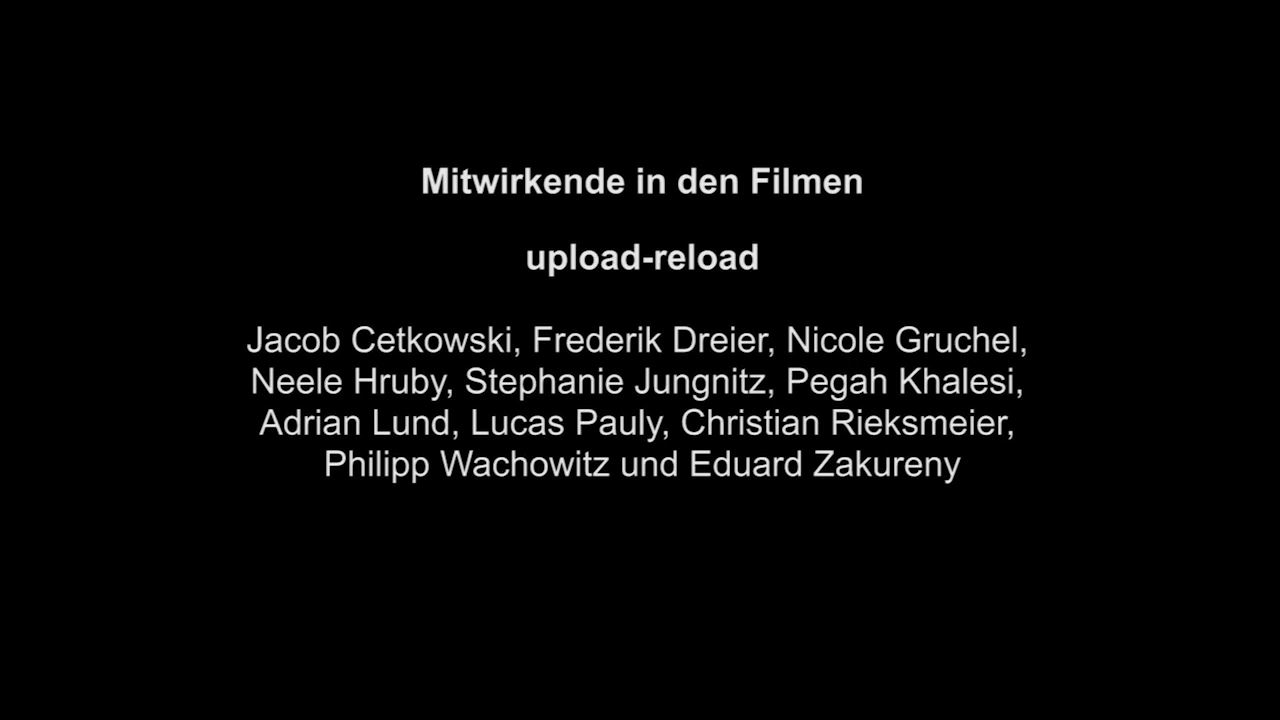 Mitwirkende in den Filmen
upload-reload
Jacob Cetkowski, Frederik Dreier, Nicole Gruchel,
Neele Hruby, Stephanie Jungnitz, Pegah Khalesi,
Adrian Lund, Lucas Pauly, Christian Rieksmeier,
Philipp Wachowitz und Eduard Zakureny